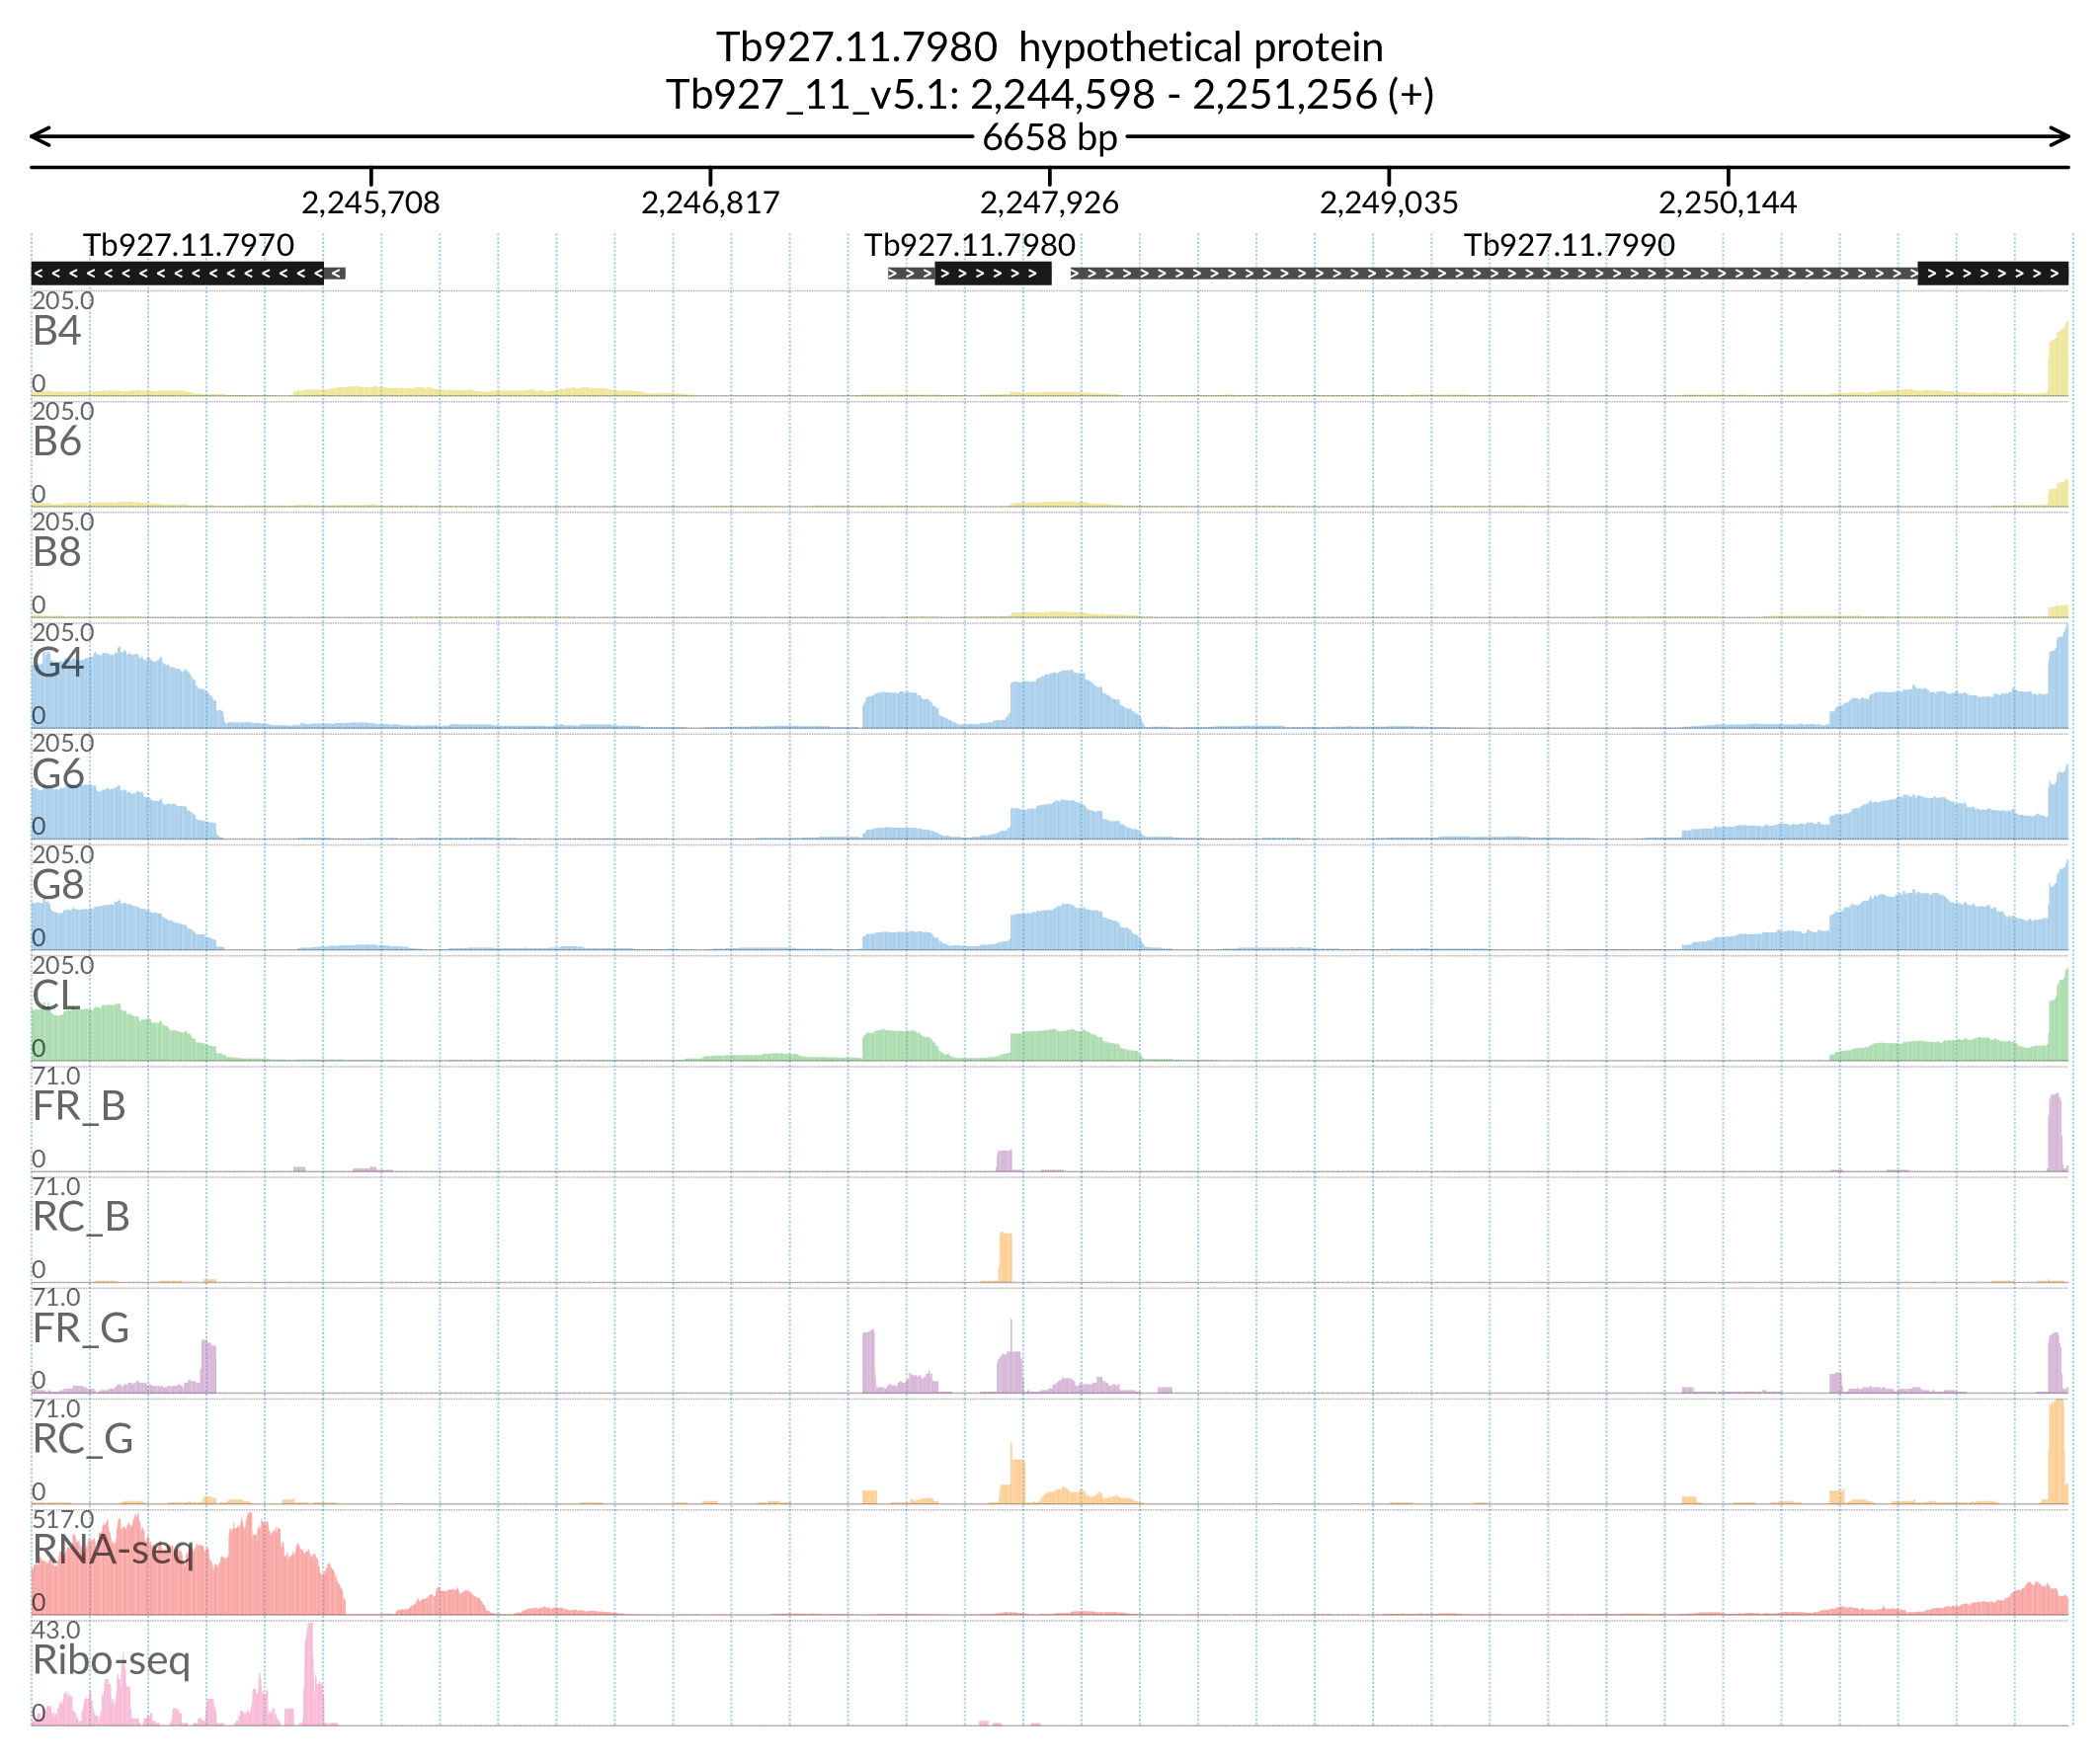 Tb927.11.7980  hypothetical protein
Tb927_11_v5.1: 2,244,598 - 2,251,256 (+)
6658 bp
2,245,708 2,246,817 2,247,926 2,249,035 2,250,144
Tb927.11.7970 Tb927.11.7980 Tb927.11.7990
205.0
B4
0
205.0
B6
0
205.0
B8
0
205.0
G4
0
205.0
G6
0
205.0
G8
0
205.0
CL
0
71.0
FR_B
0
71.0
RC_B
0
71.0
FR_G
0
71.0
RC_G
0
517.0
RNA-seq
0
43.0
Ribo-seq
0